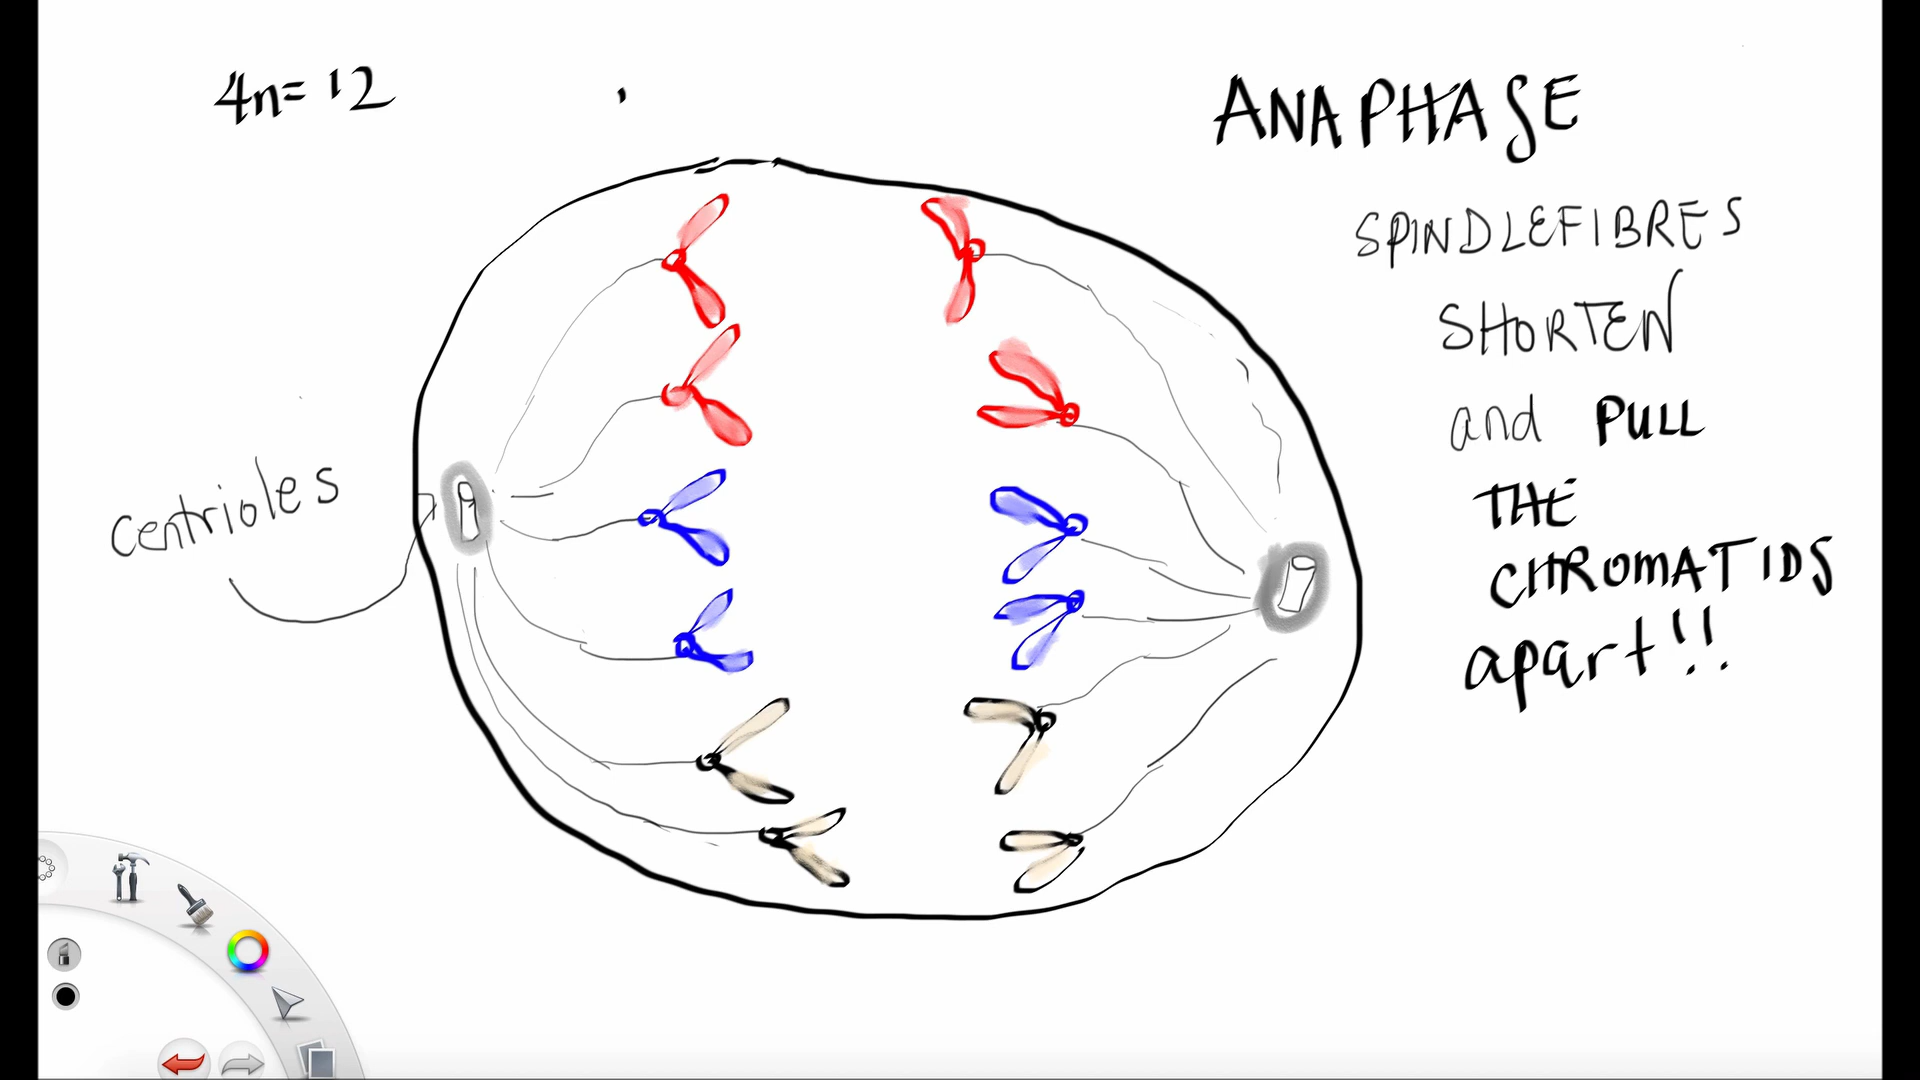 4n= 12
ANAPHASE
SPINDLEFIBRES
SHORTEN
and PULL
THE
CHROMATIDS
apart!!
centrioles